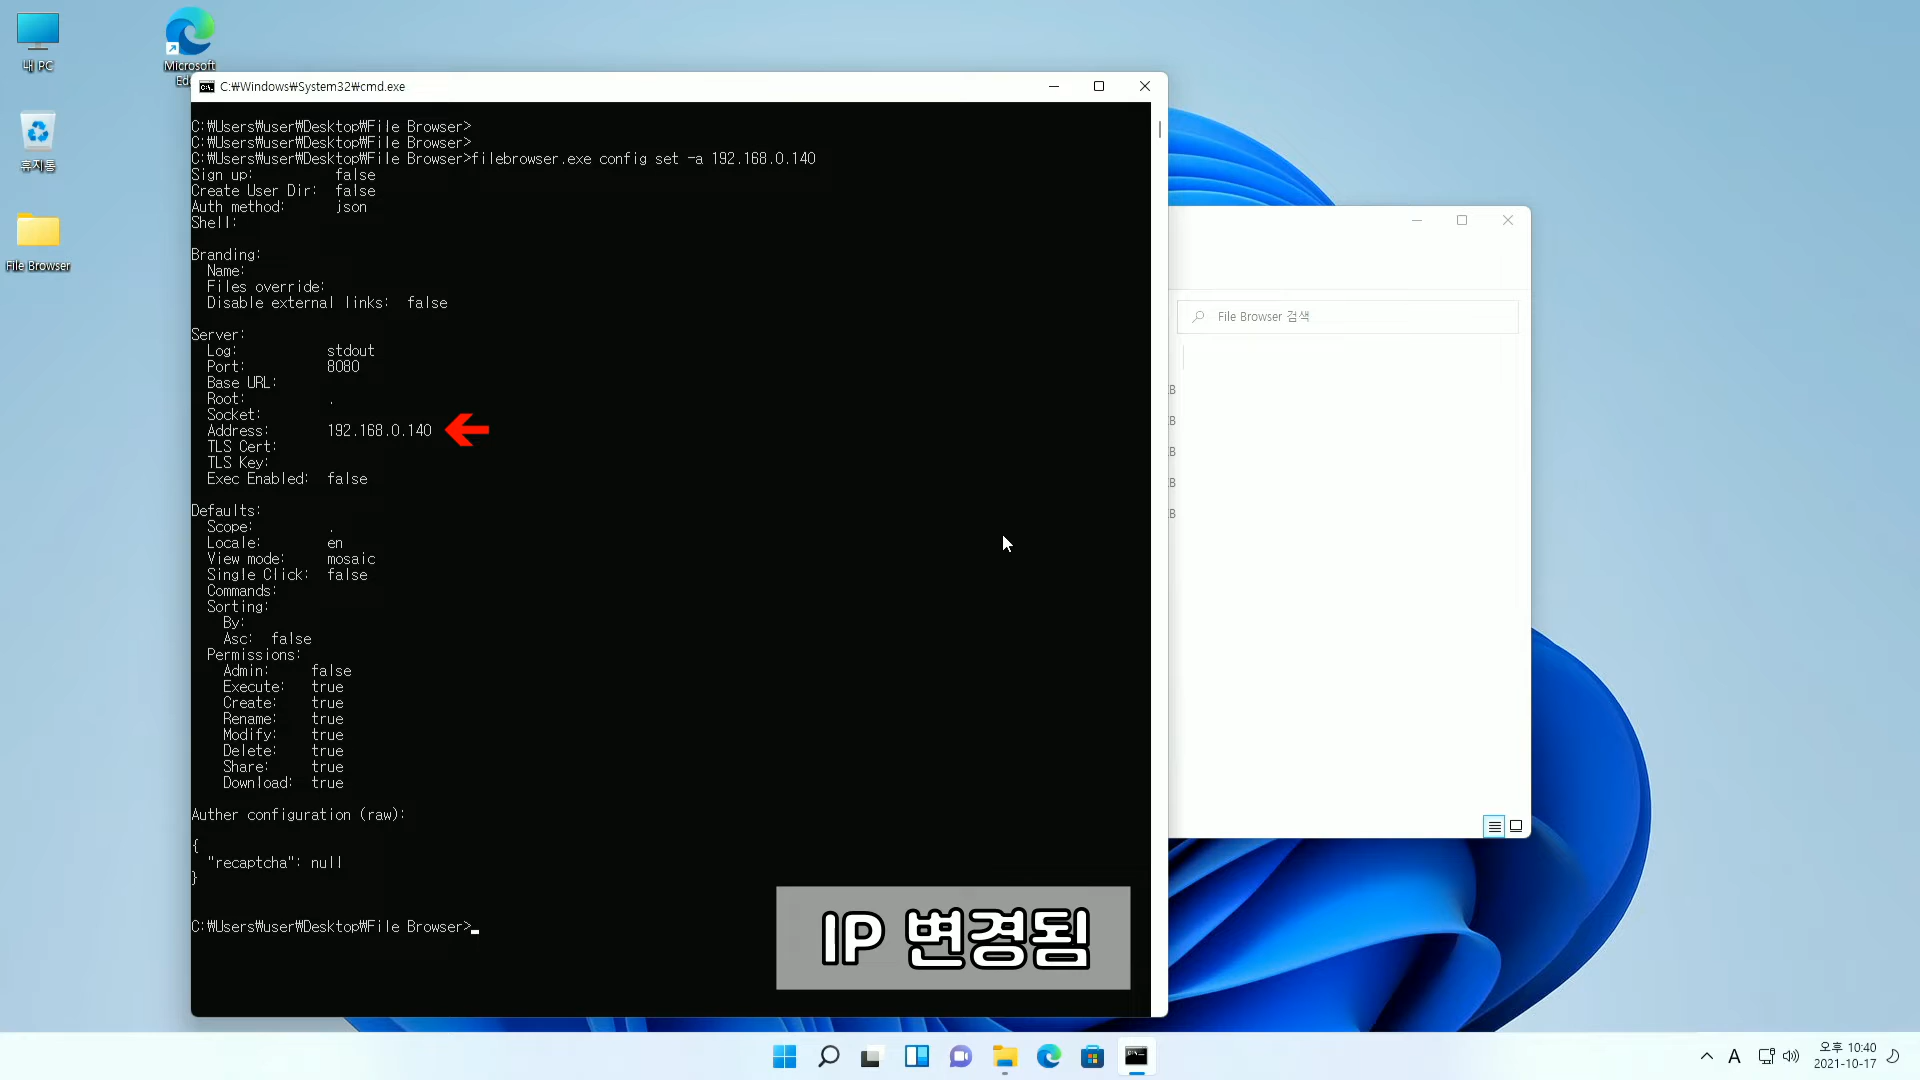 내 PC
Microsoft
Ed
휴지통
File Browser
C:₩Windows₩System32₩cmd.exe
C:₩Users₩user₩Desktop₩File Browser>
C:₩Users₩user₩Desktop₩File Browser>
C:₩Users₩user₩Desktop₩File Browser>filebrowser.exe config set -a 192.168.0.140
Sign up: false
Create User Dir: false
Auth method: json
Shell:
Branding:
Name:
Files override:
Disable external links: false
Server:
Log: stdout
Port: 8080
Base URL:
Root: .
Socket:
Address: 192.168.0.140
TLS Cert:
TLS Key:
Exec Enabled: false
Defaults:
Scope: .
Locale: en
View mode: mosaic
Single Click: false
Commands:
Sorting:
By:
Asc: false
Permissions:
Admin: false
Execute: true
Create: true
Rename: true
Modify: true
Delete: true
Share: true
Download: true
Auther configuration (raw):
{
"recaptcha": null
}
C:₩Users₩user₩Desktop₩File Browser>
IP 변경됨
File Browser 검색
B
B
B
B
B
A
오후 10:40
2021-10-17